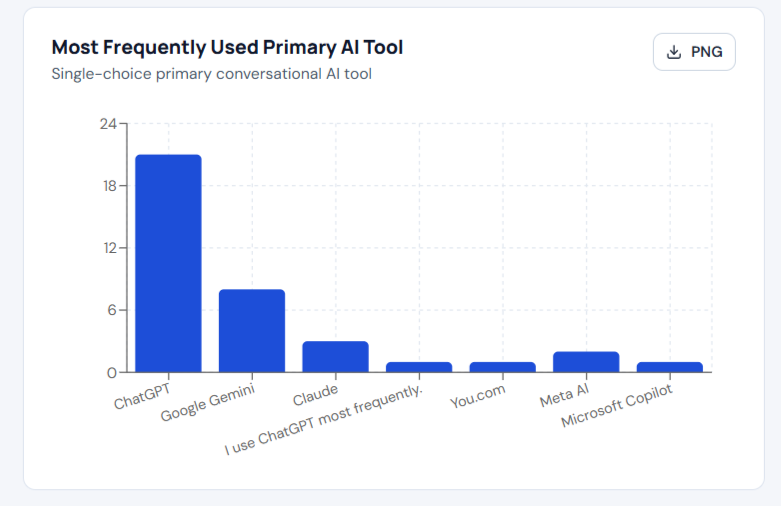 Most Frequently Used Primary AI Tool
PNG
Single-choice primary conversational AI tool
24
18
12
6
0
ChatGPT
Google Gemini
Claude
I use ChatGPT most frequently.
You.com
Meta AI
Microsoft Copilot